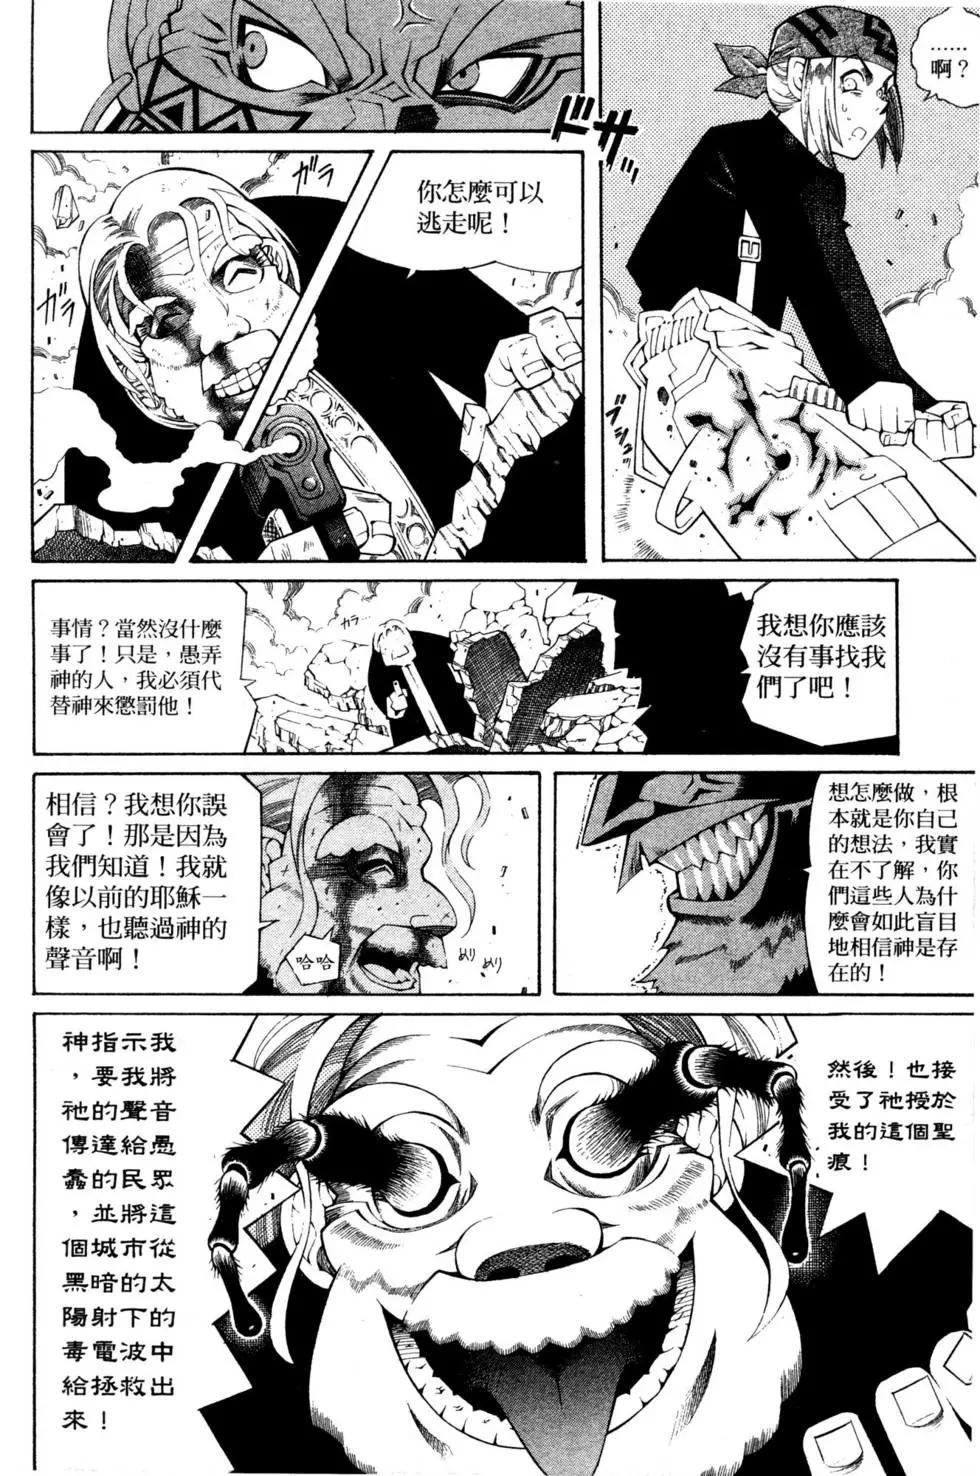 ……
啊？
ドサ
你怎麼可以
逃走呢！
ガラ
ガラ
我想你應該
沒有事找我
們了吧！
ガラ
事情？當然沒什麼
事了！只是，愚弄
神的人，我必須代
替神來懲罰他！
想怎麼做，根
本就是你自己
的想法，我實
在不了解，你
們這些人為什
麼會如此盲目
地相信神是存
在的！
相信？我想你誤
會了！那是因為
我們知道！我就
像以前的耶穌一
樣，也聽過神的
聲音啊！
哈哈
めり
めり
然後！也接
受了祂授於
我的這個聖
痕！
神指示我
，要我將
祂的聲音
傳達給愚
蠢的民眾
，並將這
個城市從
黑暗的太
陽射下的
毒電波中
給拯救出
來！